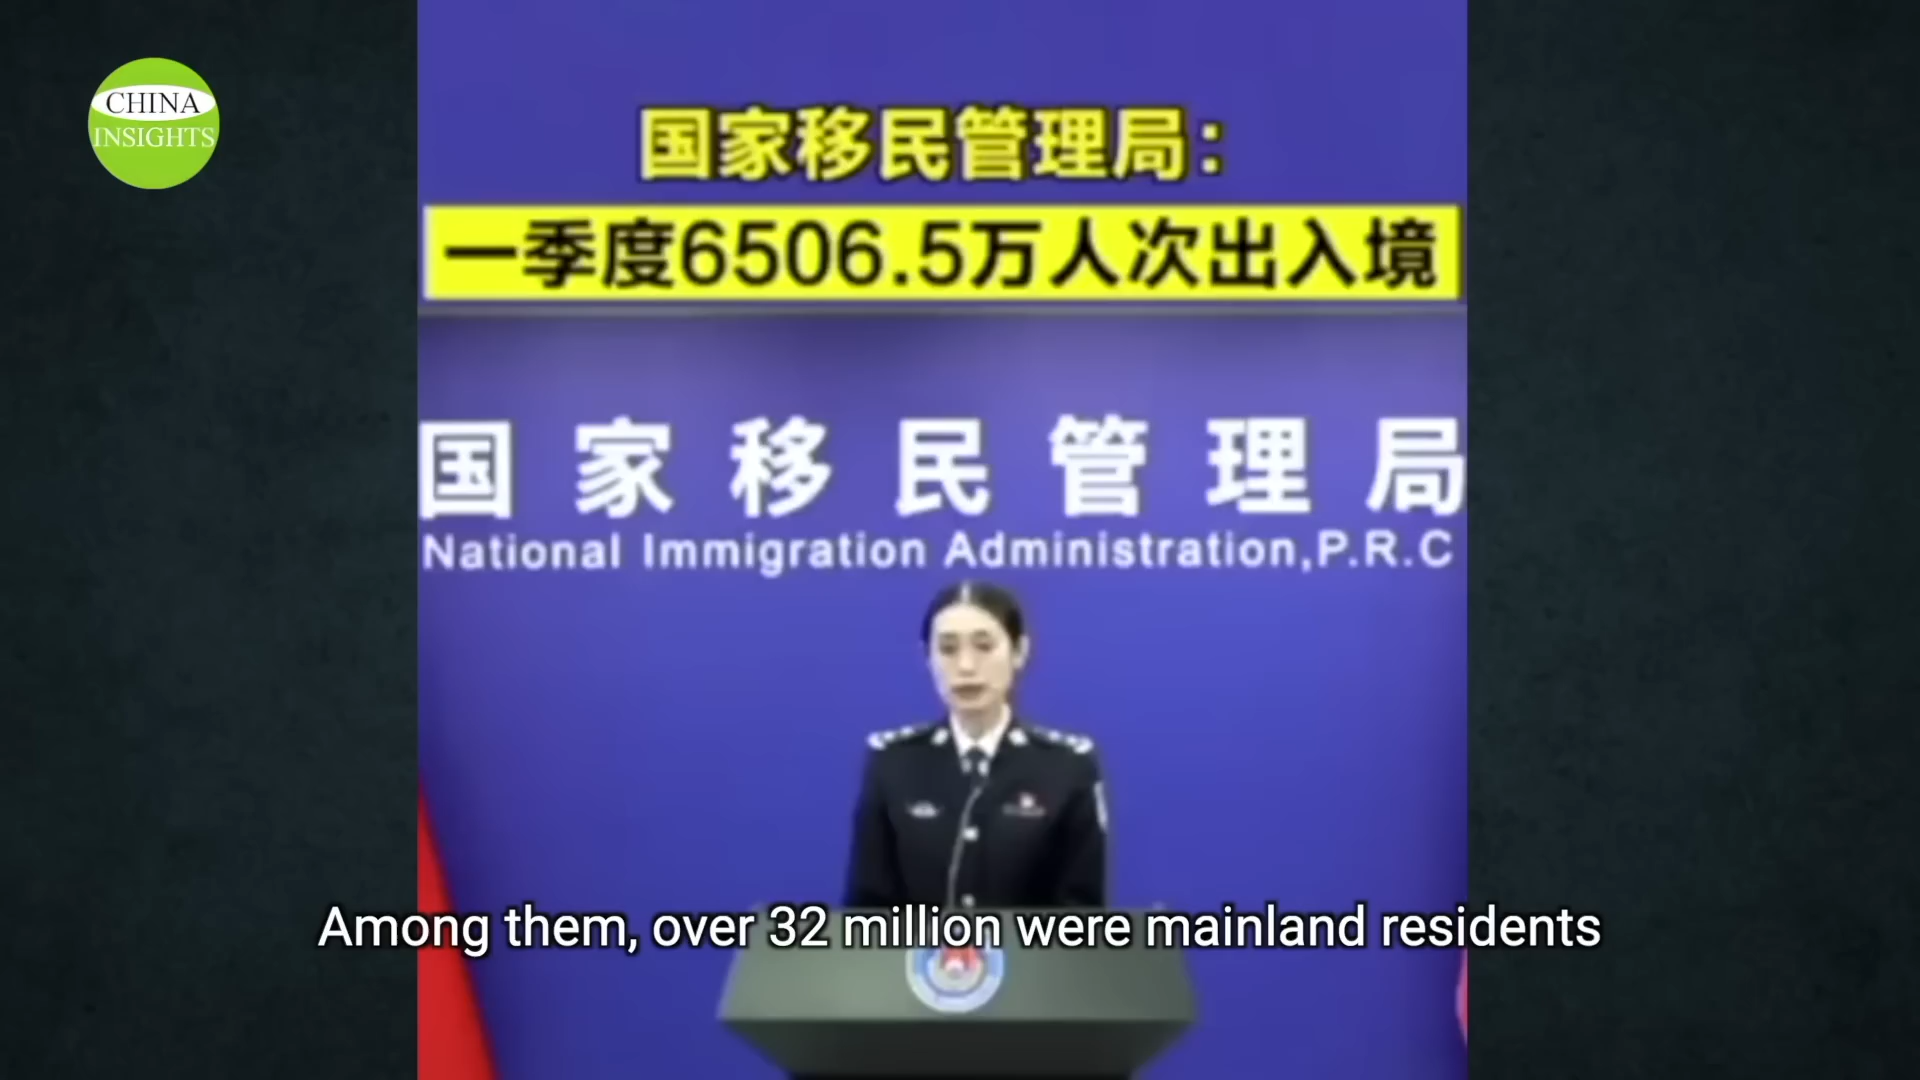 CHINA
INSIGHTS
国家移民管理局：
一季度6506.5万人次出入境
国家移民管理局
National Immigration Administration,P.R.C
Among them, over 32 million were mainland residents